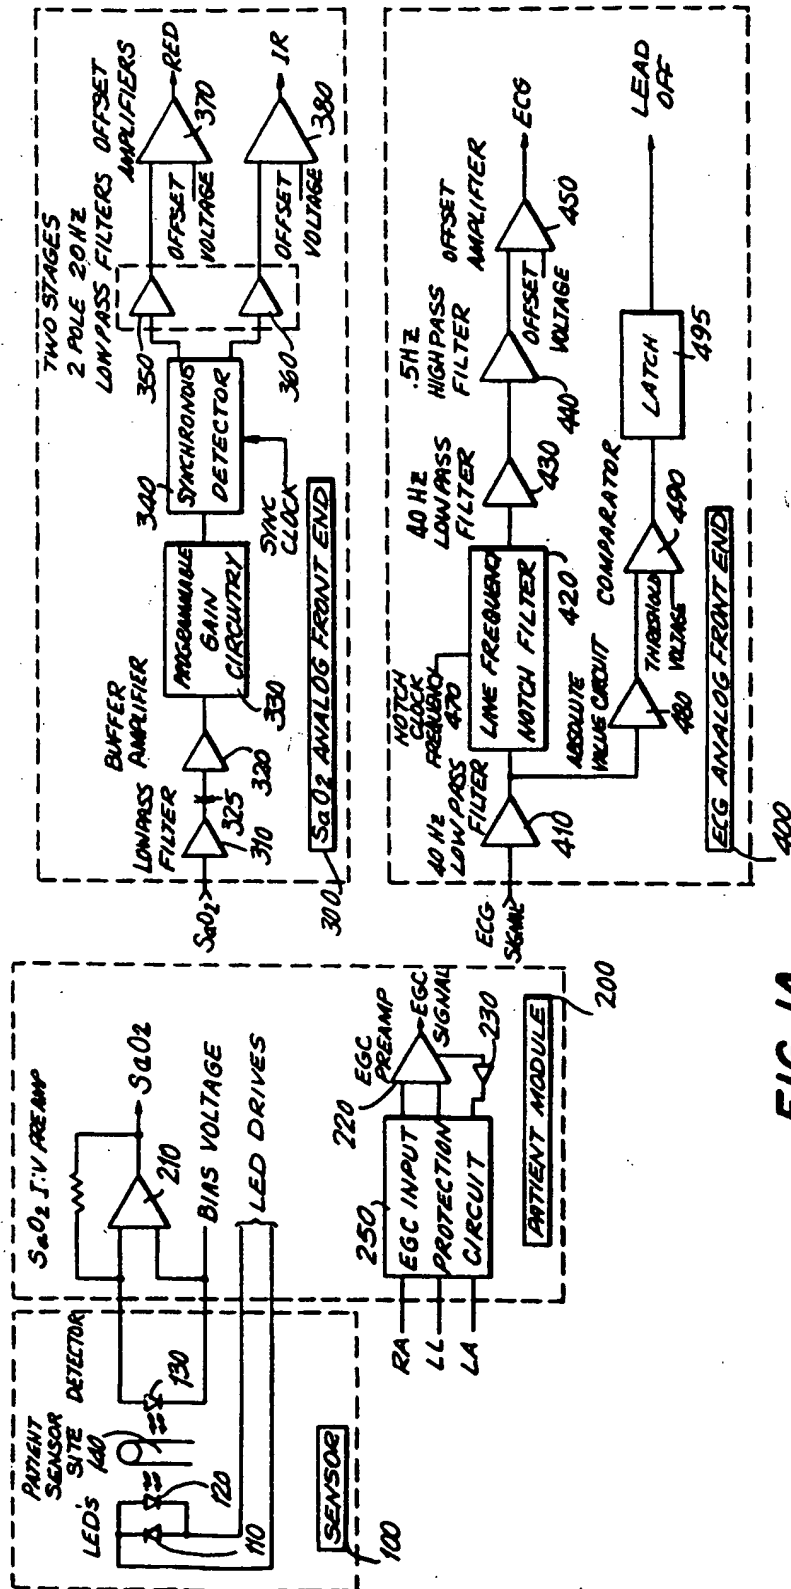 PATIENT
SENSOR
SITE
140
DETECTOR
LED'S
110
120
130
SENSOR
100
SaO2 I:V PREAMP
210
SaO2
BIAS VOLTAGE
LED DRIVES
RA
LL
LA
250
EGC INPUT
PROTECTION
CIRCUIT
220
EGC
PREAMP
EGC
SIGNAL
230
PATIENT MODULE
200
SaO2
LOWPASS
FILTER
310
325
BUFFER
AMPLIFIER
320
PROGRAMMABLE
GAIN
CIRCUITRY
330
340
SYNCHRONOIS
DETECTOR
SYNC
CLOCK
TWO STAGES
2 POLE 20HZ
LOWPASS FILTERS
350
360
OFFSET
AMPLIFIERS
OFFSET
VOLTAGE
370
RED
OFFSET
VOLTAGE
380
IR
SaO2 ANALOG FRONT END
300
ECG
SIGNAL
40 Hz
LOW PASS
FILTER
410
NOTCH
CLOCK
FREQUENCY
470
LINE FREQUENCY
NOTCH FILTER
420
40 Hz
LOW PASS
FILTER
430
.5HZ
HIGHPASS
FILTER
440
OFFSET
AMPLIFIER
OFFSET
VOLTAGE
450
ECG
ABSOLUTE
VALUE CIRCUIT
480
COMPARATOR
THRESHOLD
VOLTAGE
490
LATCH
495
LEAD
OFF
ECG ANALOG FRONT END
400
FIG. 1A